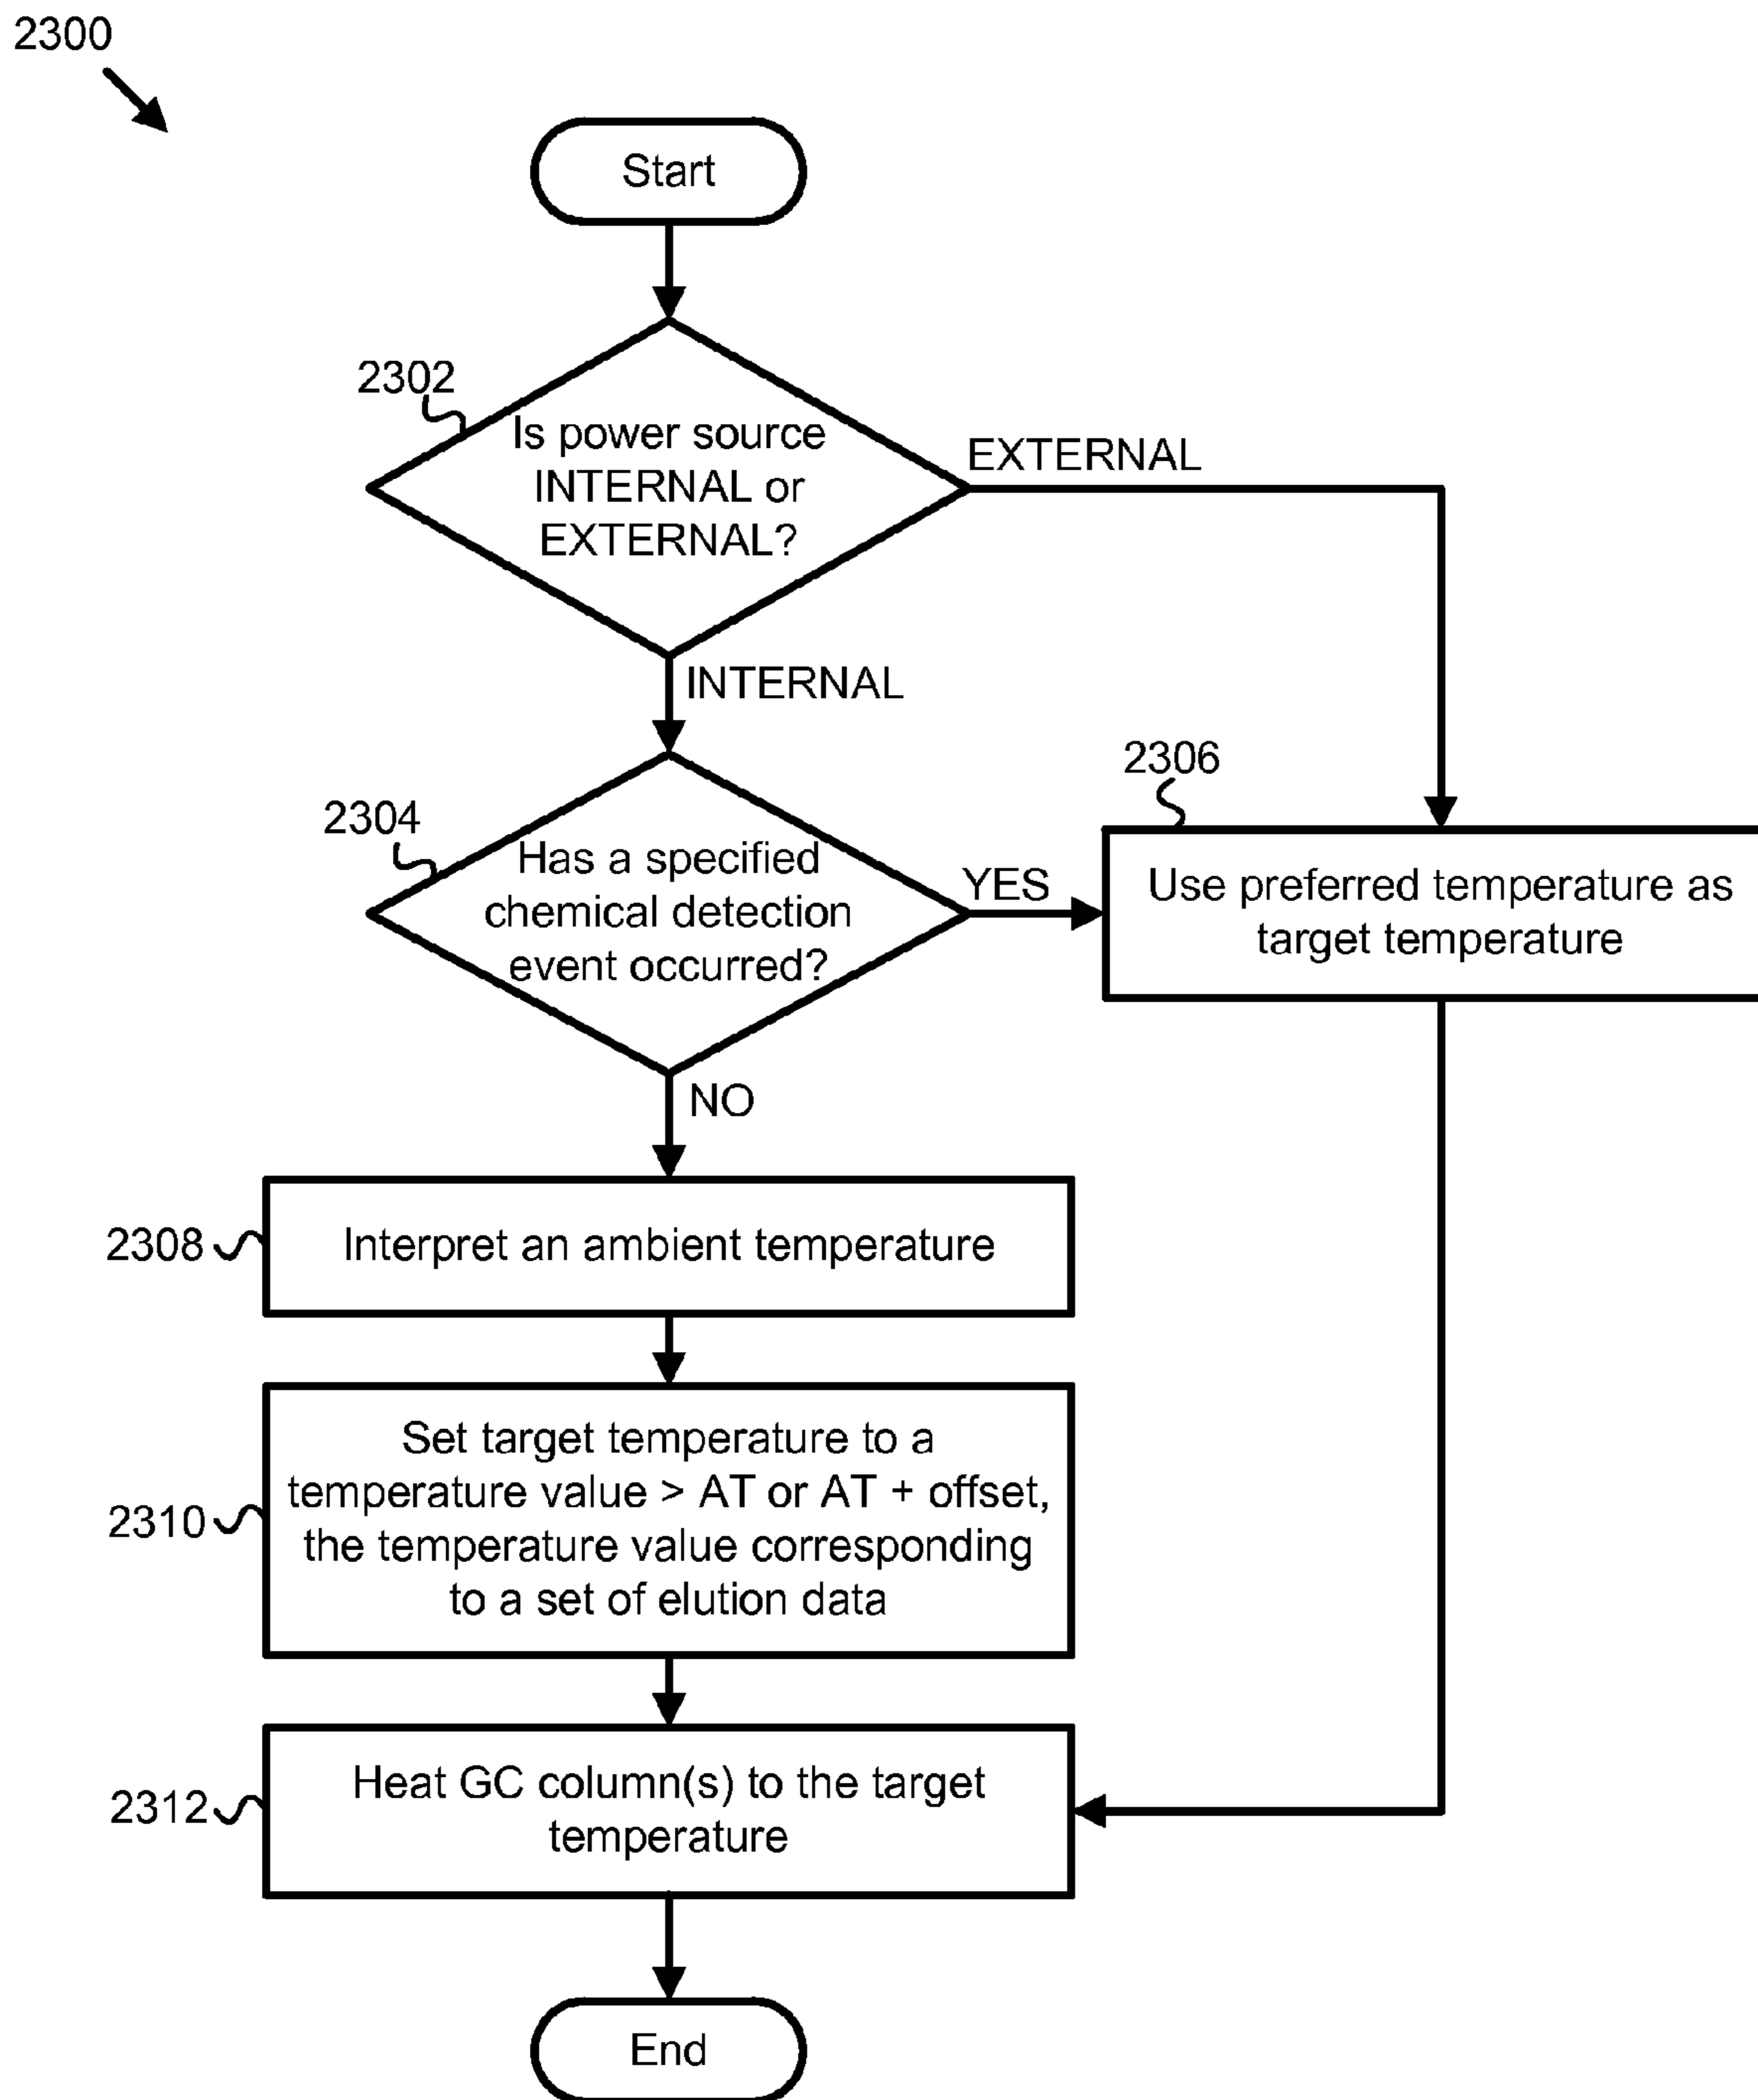 2300
Start
2302
Is power source
INTERNAL or
EXTERNAL?
EXTERNAL
INTERNAL
2304
Has a specified
chemical detection
event occurred?
YES
2306
Use preferred temperature as
target temperature
NO
2308
Interpret an ambient temperature
2310
Set target temperature to a
temperature value > AT or AT + offset,
the temperature value corresponding
to a set of elution data
2312
Heat GC column(s) to the target
temperature
End